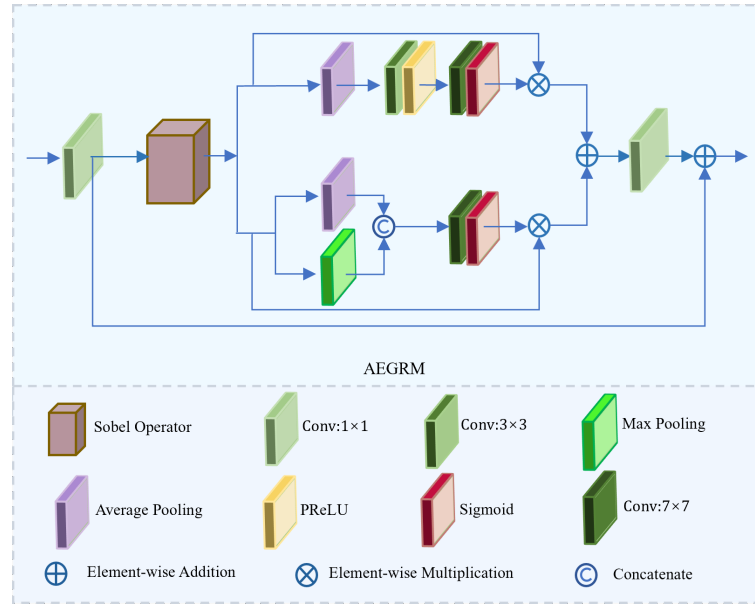 C
AEGRM
Sobel Operator
Conv:1×1
Conv:3×3
Max Pooling
Average Pooling
PReLU
Sigmoid
Conv:7×7
Element-wise Addition
Element-wise Multiplication
C
Concatenate